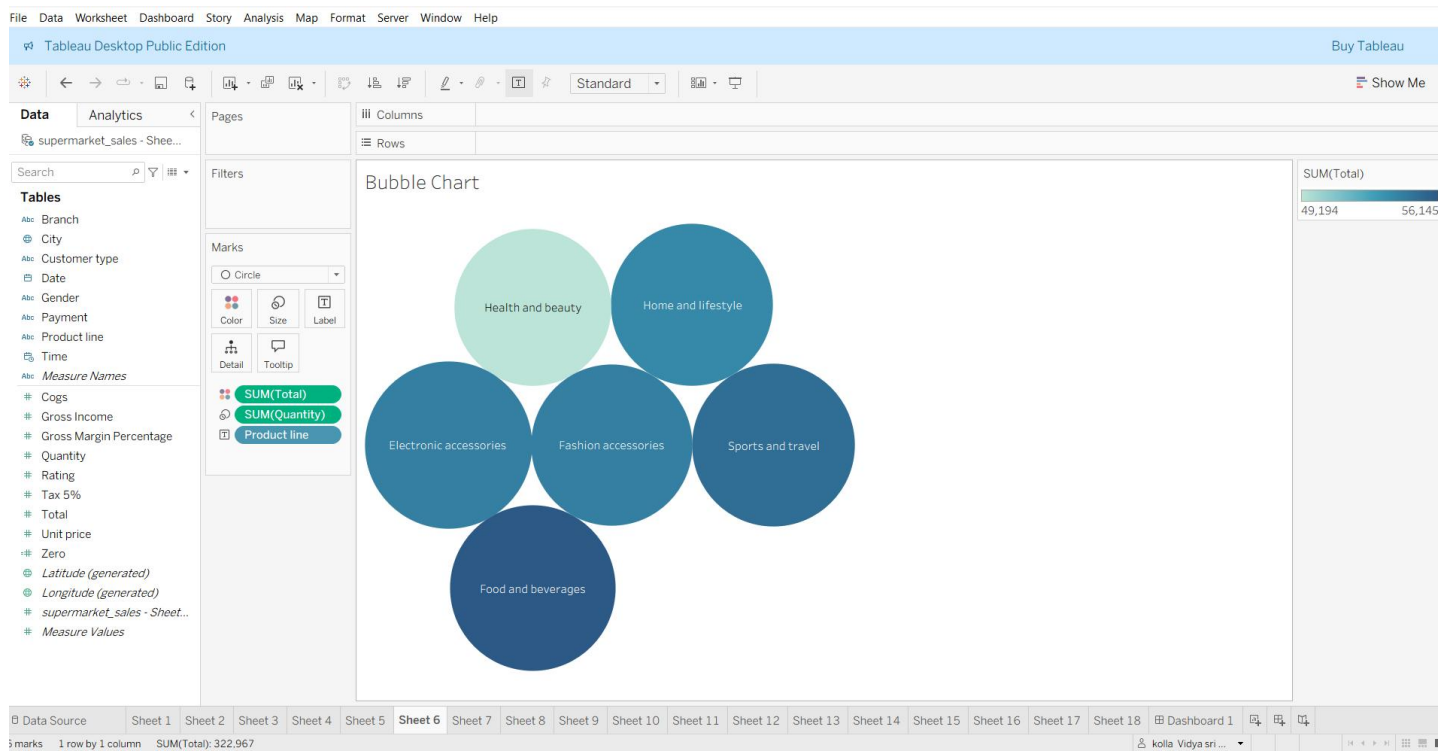 File Data Worksheet Dashboard Story Analysis Map Format Server Window Help
Tableau Desktop Public Edition
Buy Tableau
Standard
Show Me
Data Analytics
supermarket_sales - Shee...
Search
Tables
Abc Branch
City
Abc Customer type
Date
Abc Gender
Abc Payment
Abc Product line
Time
Abc Measure Names
# Cogs
# Gross Income
# Gross Margin Percentage
# Quantity
# Rating
# Tax 5%
# Total
# Unit price
=# Zero
Latitude (generated)
Longitude (generated)
# supermarket_sales - Sheet...
# Measure Values
Pages
Filters
Marks
Circle
Color Size Label
Detail Tooltip
SUM(Total)
SUM(Quantity)
Product line
Columns
Rows
Bubble Chart
Health and beauty
Home and lifestyle
Electronic accessories
Fashion accessories
Sports and travel
Food and beverages
SUM(Total)
49,194 56,145
Data Source Sheet 1 Sheet 2 Sheet 3 Sheet 4 Sheet 5 Sheet 6 Sheet 7 Sheet 8 Sheet 9 Sheet 10 Sheet 11 Sheet 12 Sheet 13 Sheet 14 Sheet 15 Sheet 16 Sheet 17 Sheet 18 Dashboard 1
marks 1 row by 1 column SUM(Total): 322,967
kolla Vidya sri ...